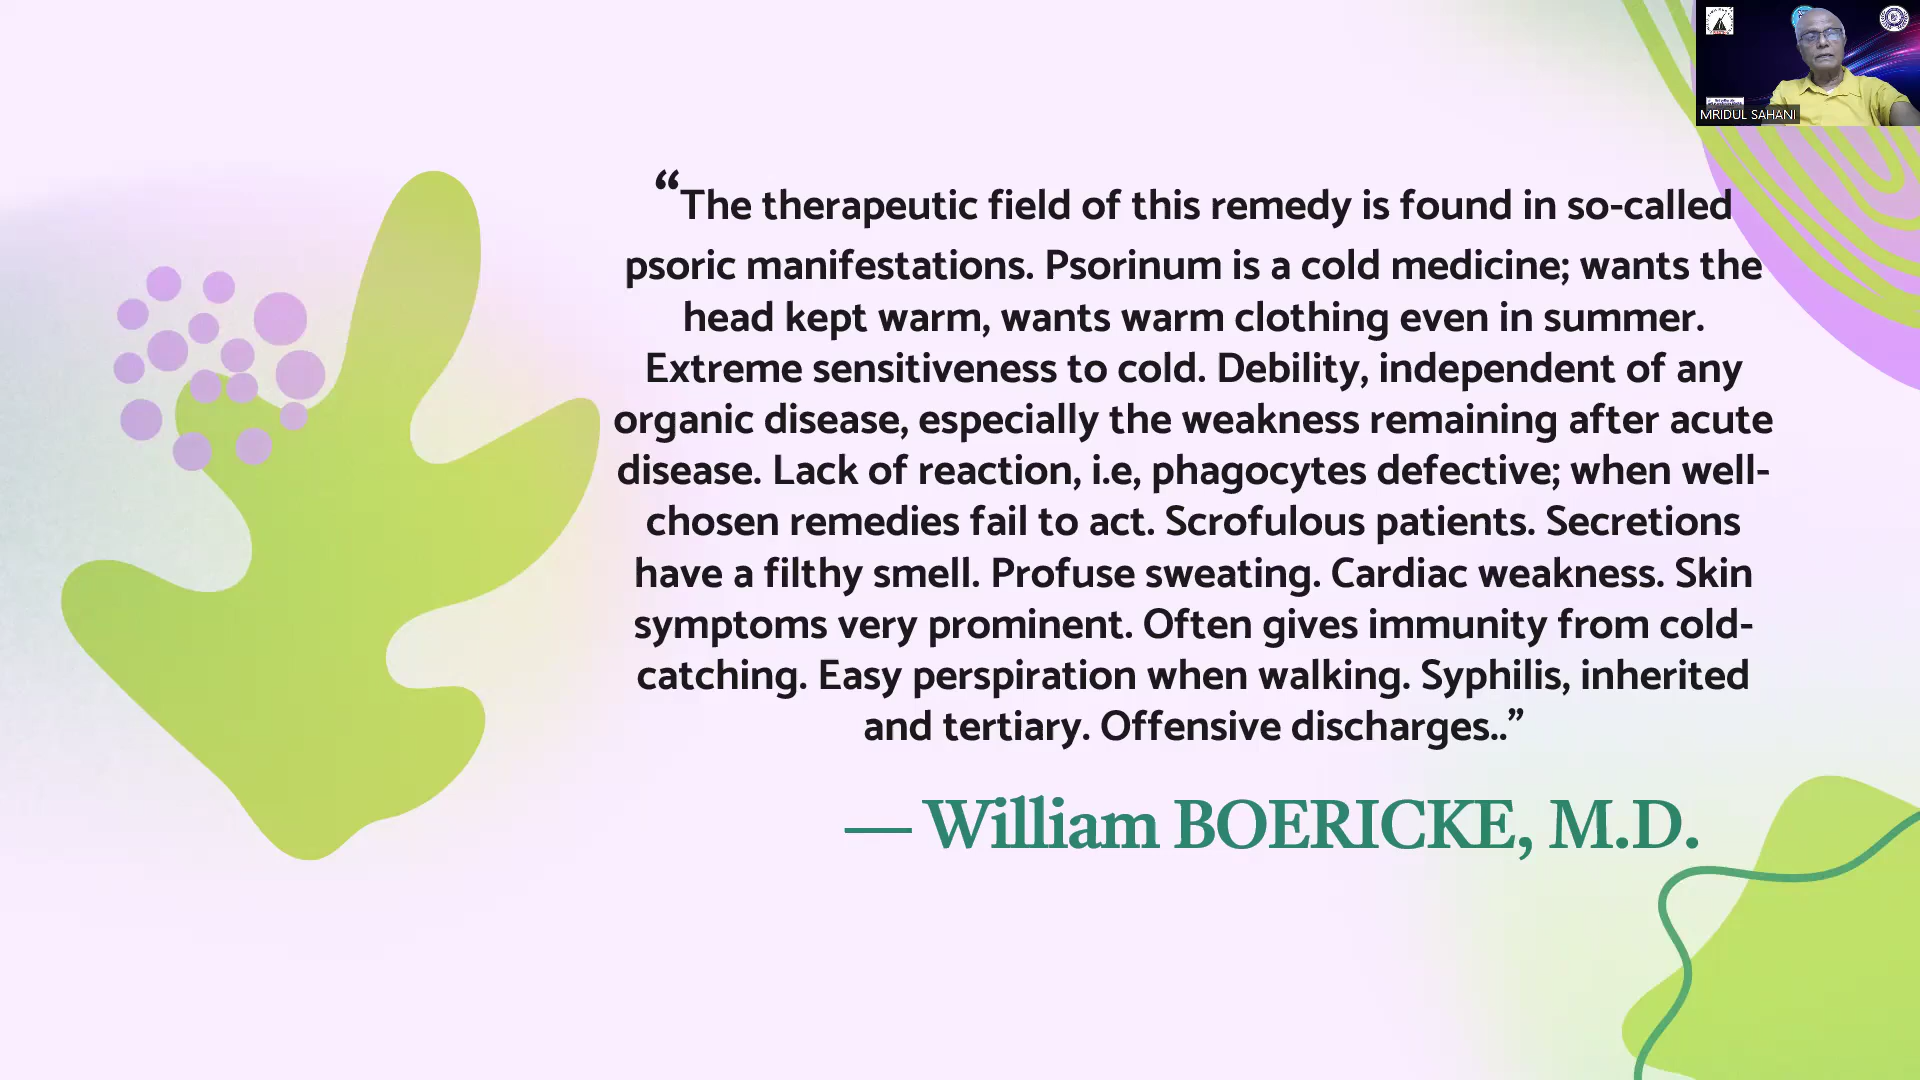 MRIDUL SAHANI
“The therapeutic field of this remedy is found in so-called
psoric manifestations. Psorinum is a cold medicine; wants the
head kept warm, wants warm clothing even in summer.
Extreme sensitiveness to cold. Debility, independent of any
organic disease, especially the weakness remaining after acute
disease. Lack of reaction, i.e, phagocytes defective; when well-
chosen remedies fail to act. Scrofulous patients. Secretions
have a filthy smell. Profuse sweating. Cardiac weakness. Skin
symptoms very prominent. Often gives immunity from cold-
catching. Easy perspiration when walking. Syphilis, inherited
and tertiary. Offensive discharges..”
— William BOERICKE, M.D.